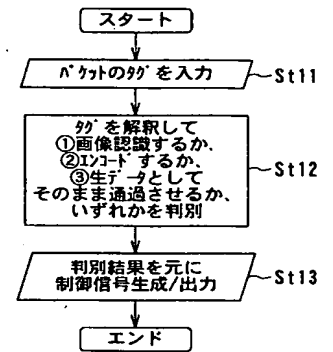 スタート
パケットのタグを入力
St11
タグを解釈して
①画像認識するか、
②エンコードするか、
③生データとして
そのまま通過させるか、
いずれかを判別
St12
判別結果を元に
制御信号生成/出力
St13
エンド